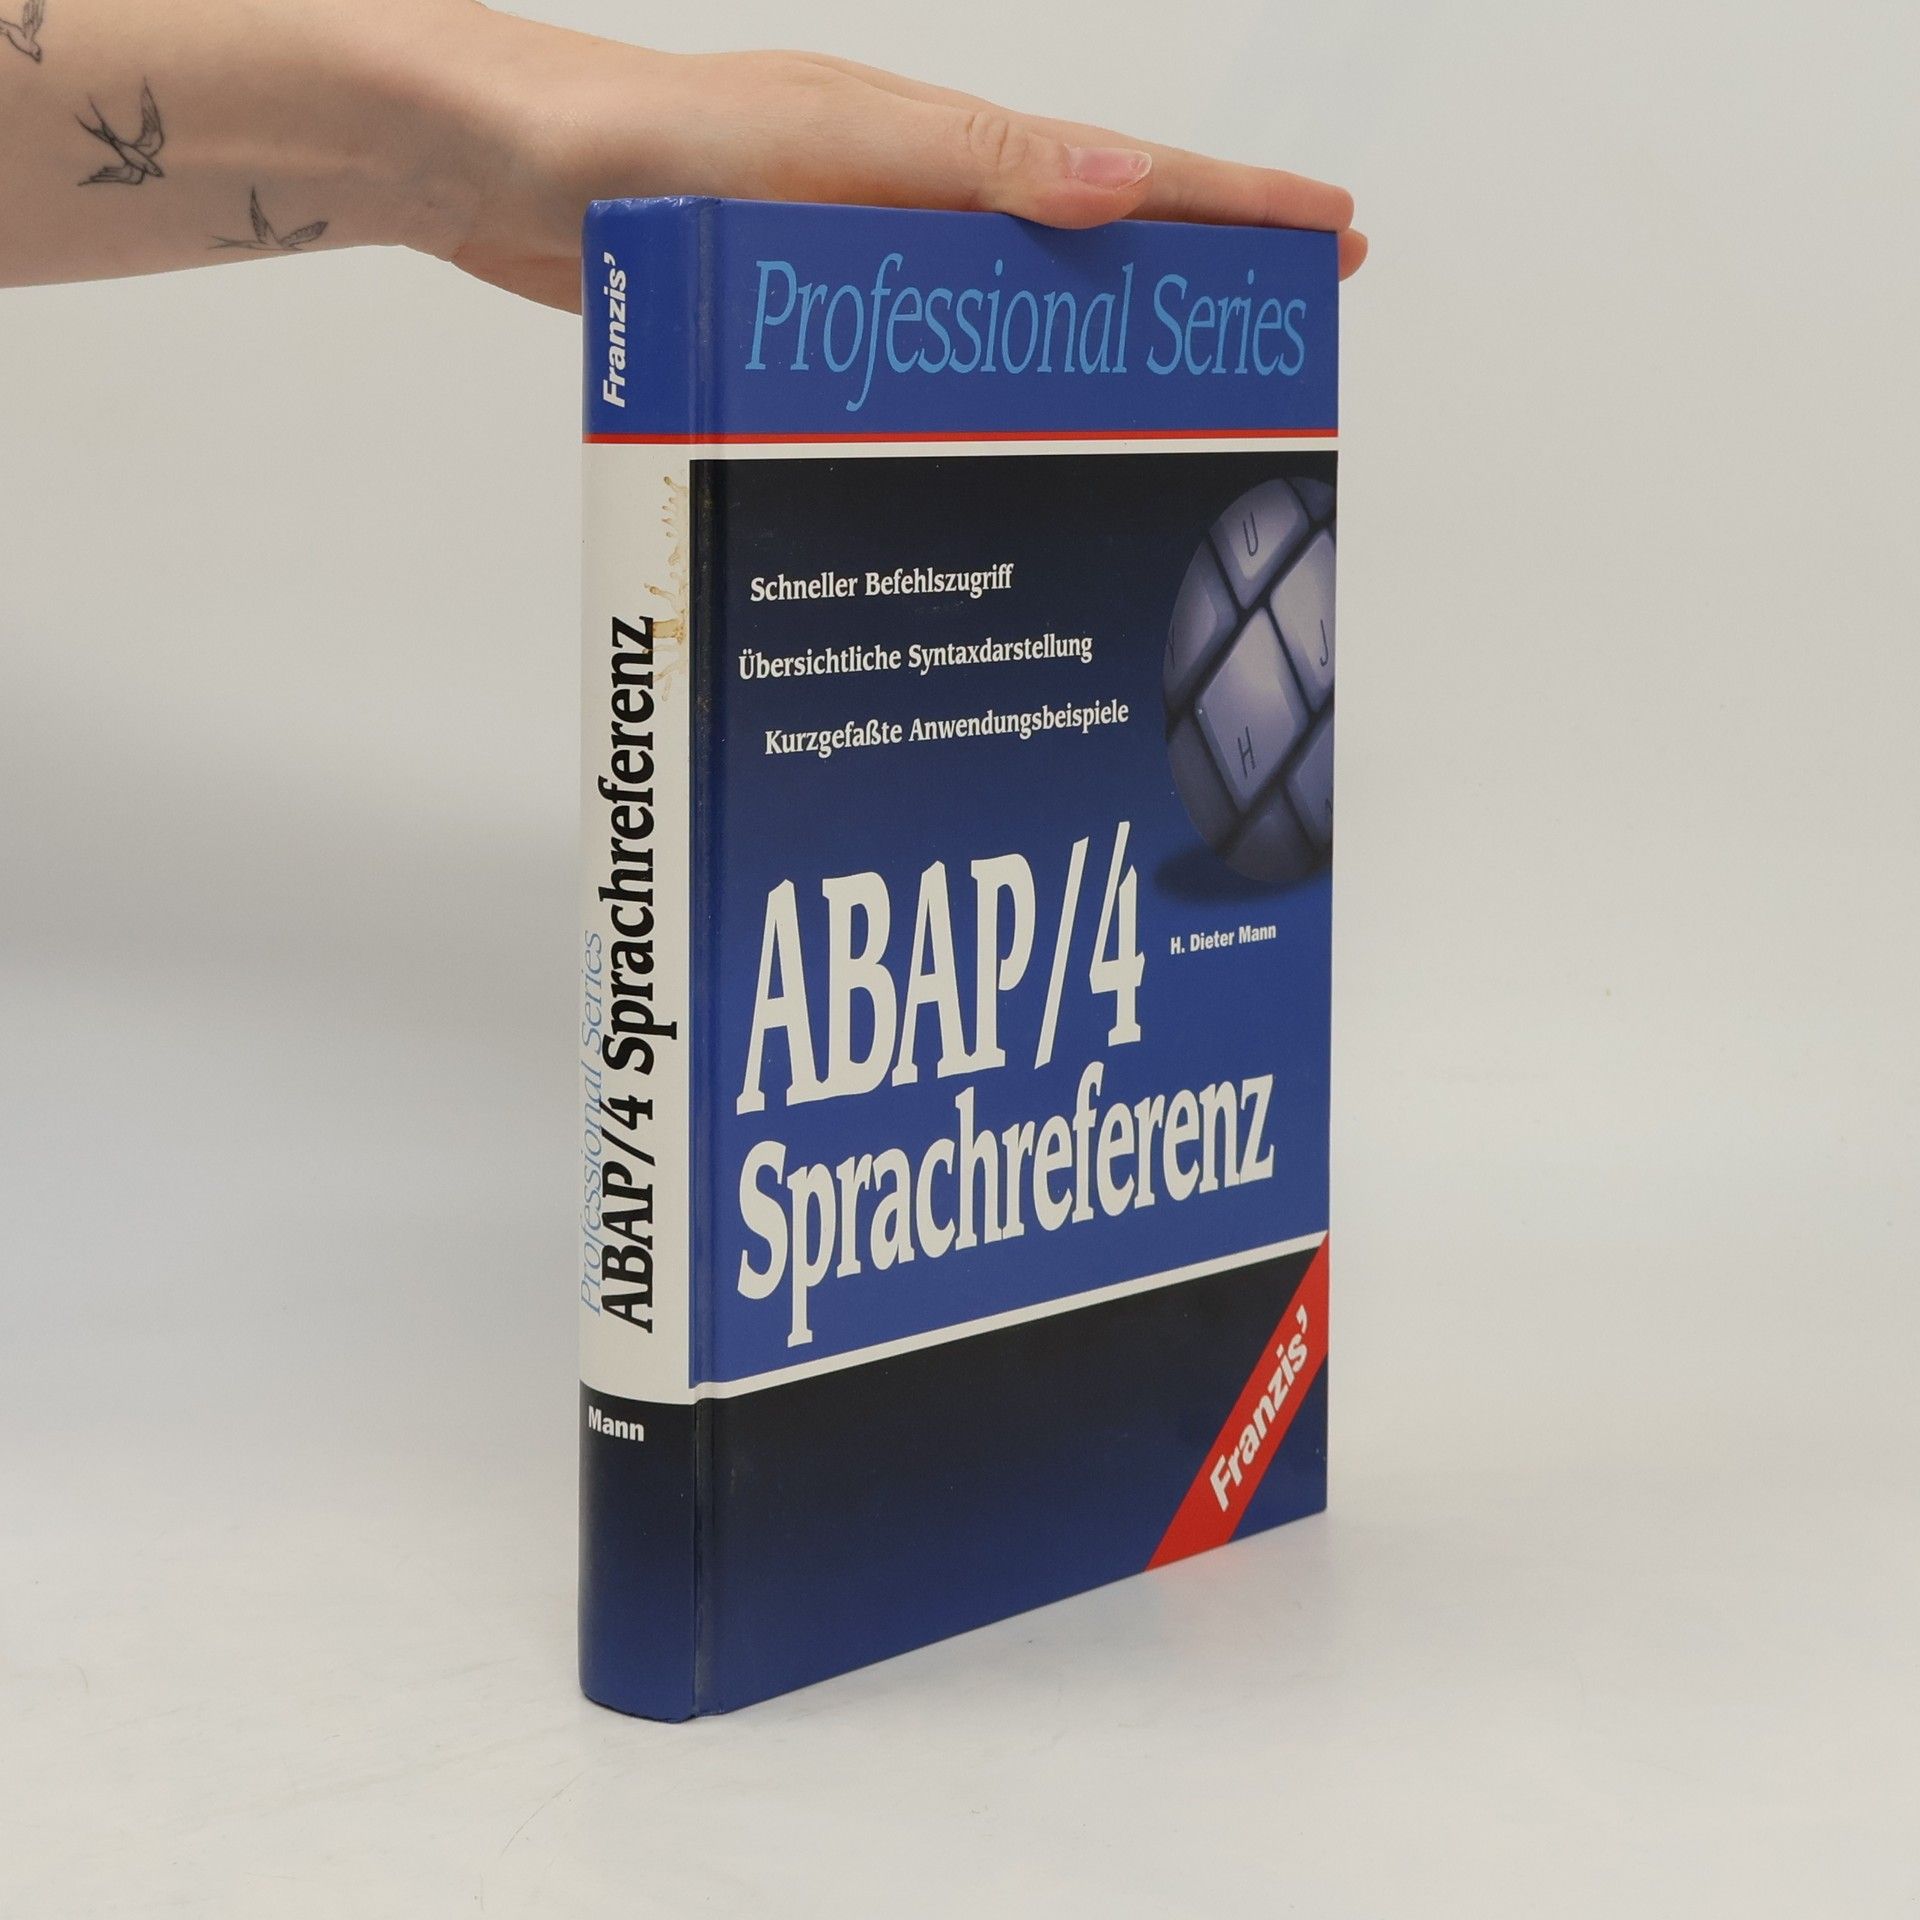 Franzis'
Professional Series
ABAP/4 Sprachreferenz
Mann
Professional Series
Schneller Befehlszugriff
Übersichtliche Syntaxdarstellung
Kurzgefaßte Anwendungsbeispiele
U
J
H
ABAP/4
H. Dieter Mann
Sprachreferenz
Franzis'